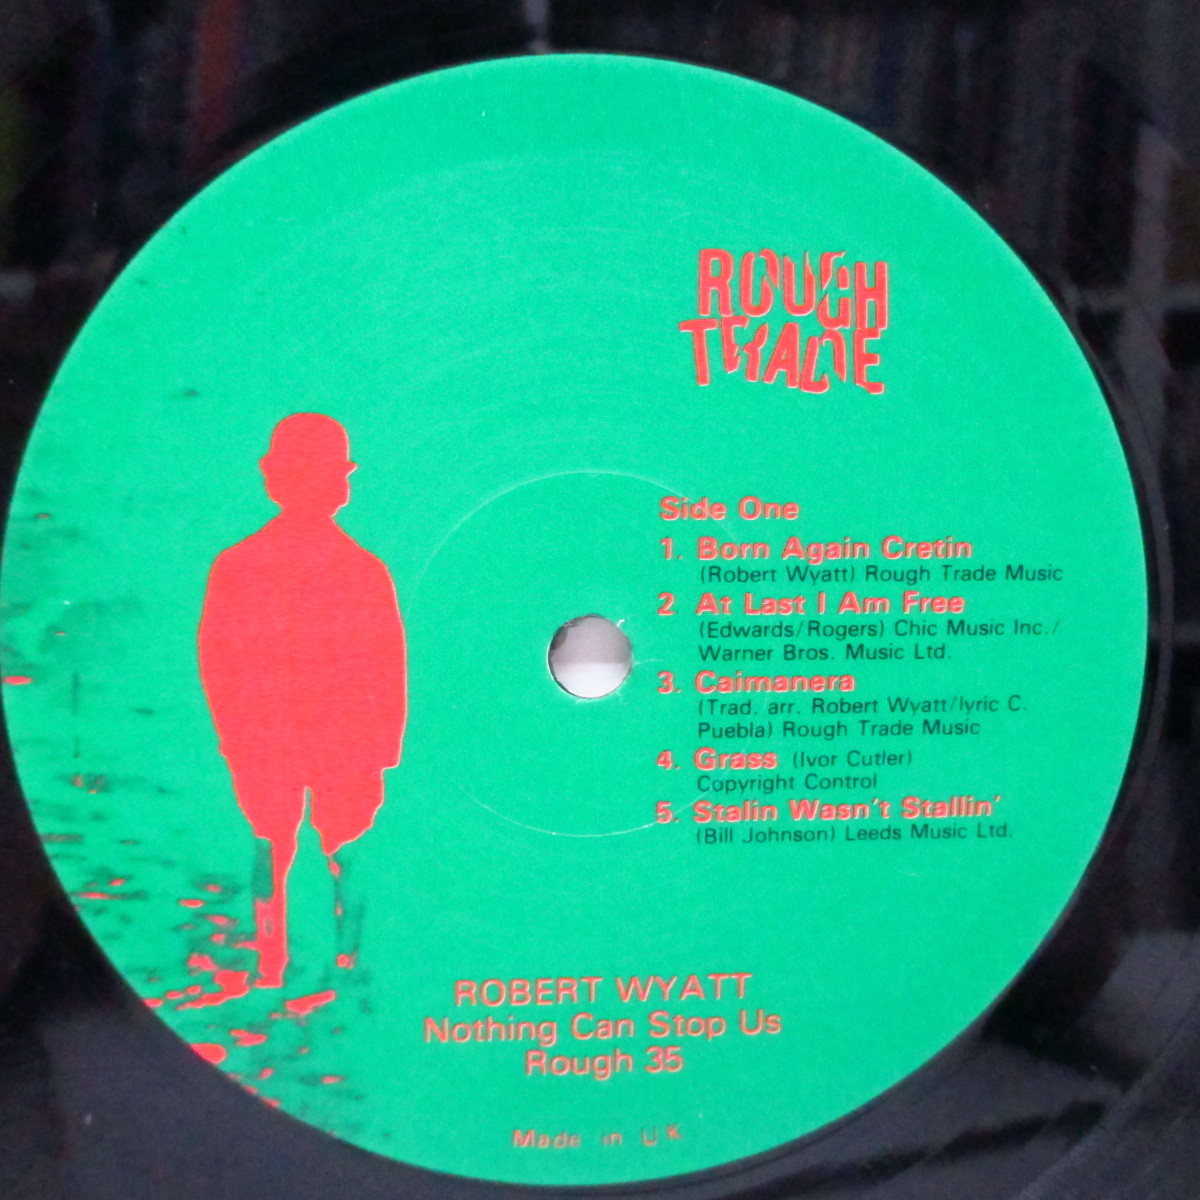 ROUGH
TRADE
Side One
1. Born Again Cretin
(Robert Wyatt) Rough Trade Music
2 At Last I Am Free
(Edwards/Rogers) Chic Music Inc./
Warner Bros. Music Ltd.
3. Caimanera
(Trad. arr. Robert Wyatt/lyric C.
Puebla) Rough Trade Music
4. Grass (Ivor Cutler)
Copyright Control
5. Stalin Wasn't Stallin'
(Bill Johnson) Leeds Music Ltd.
ROBERT WYATT
Nothing Can Stop Us
Rough 35
Made in UK